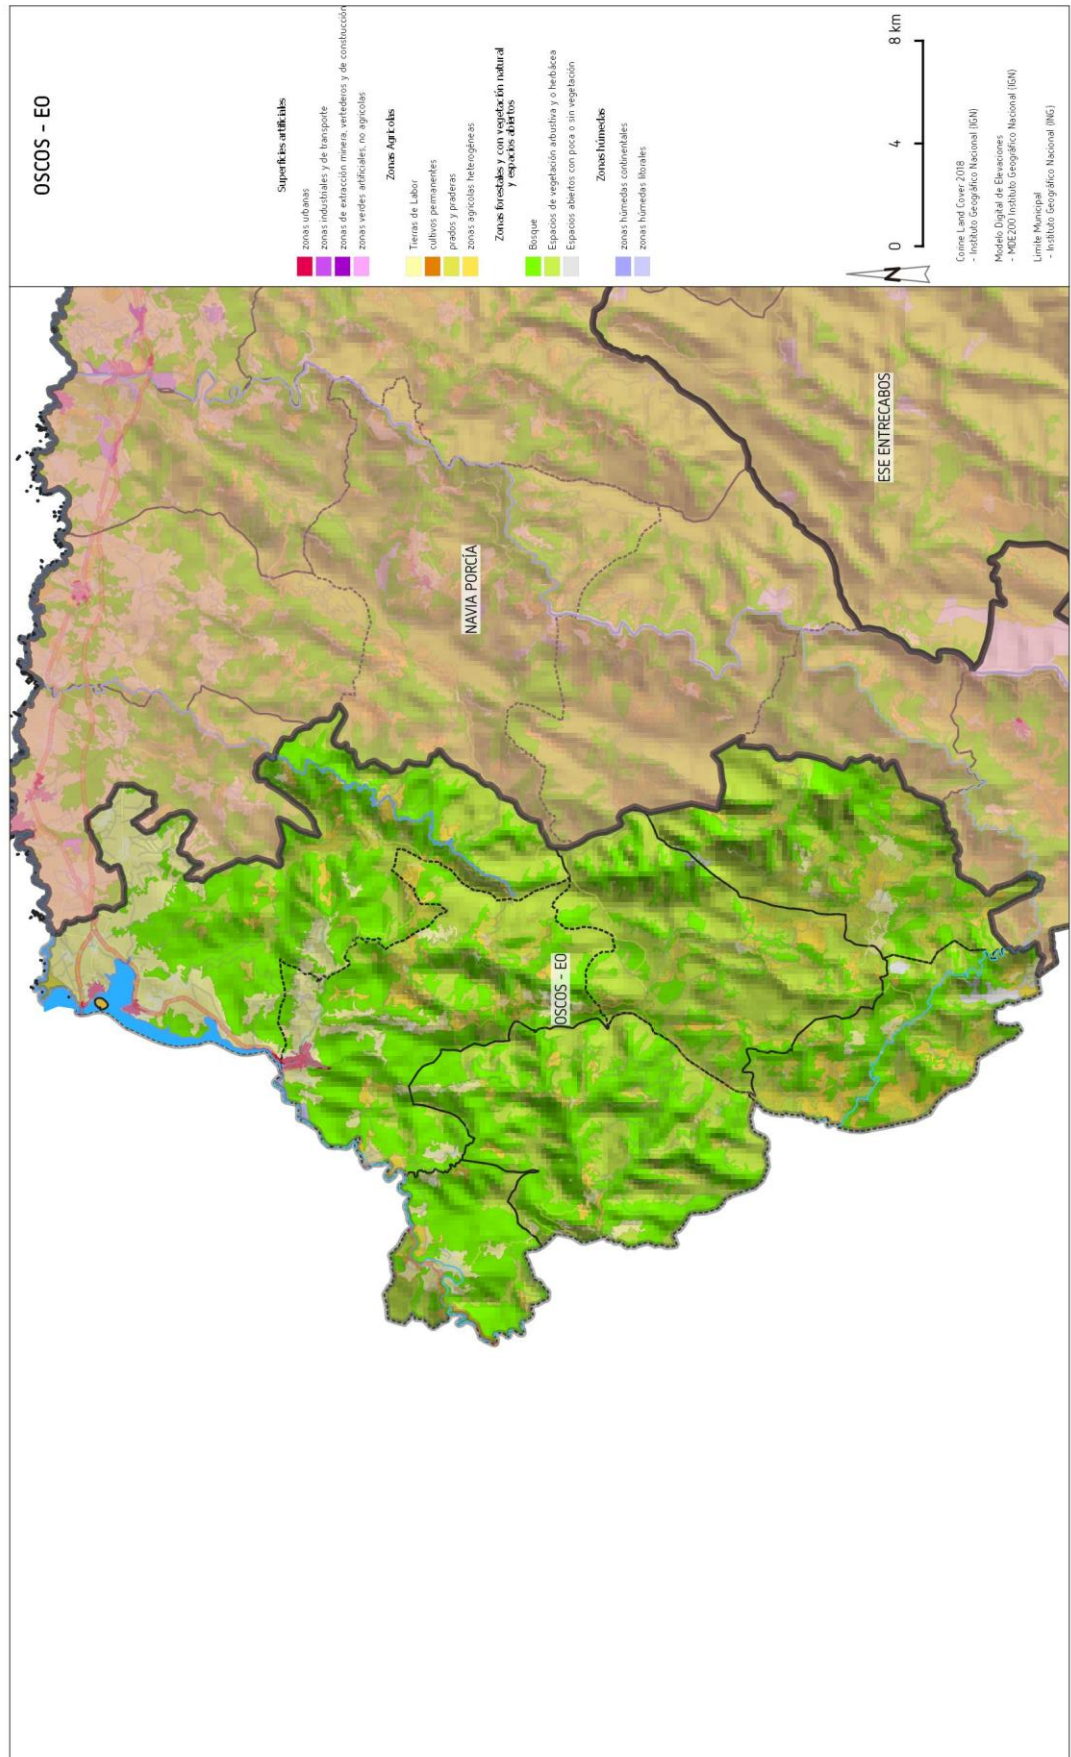 OSCOS - EO
Superficies artificiales
zonas urbanas
zonas industriales y de transporte
zonas de extracción minera, vertederos y de construcción
zonas verdes artificiales, no agrícolas
Zonas Agrícolas
Tierras de Labor
cultivos permanentes
prados y praderas
zonas agrícolas heterogéneas
Zonas forestales y con vegetación natural
y espacios abiertos
Bosque
Espacios de vegetación arbustiva y o herbácea
Espacios abiertos con poca o sin vegetación
Zonas húmedas
zonas húmedas continentales
zonas húmedas litorales
N
0 4 8 km
Corine Land Cover 2018
- Instituto Geográfico Nacional (IGN)
Modelo Digital de Elevaciones
- MDE200 Instituto Geográfico Nacional (IGN)
Límite Municipal
- Instituto Geográfico Nacional (ING)
NAVIA PORCÍA
ESE ENTRECABOS
OSCOS - EO